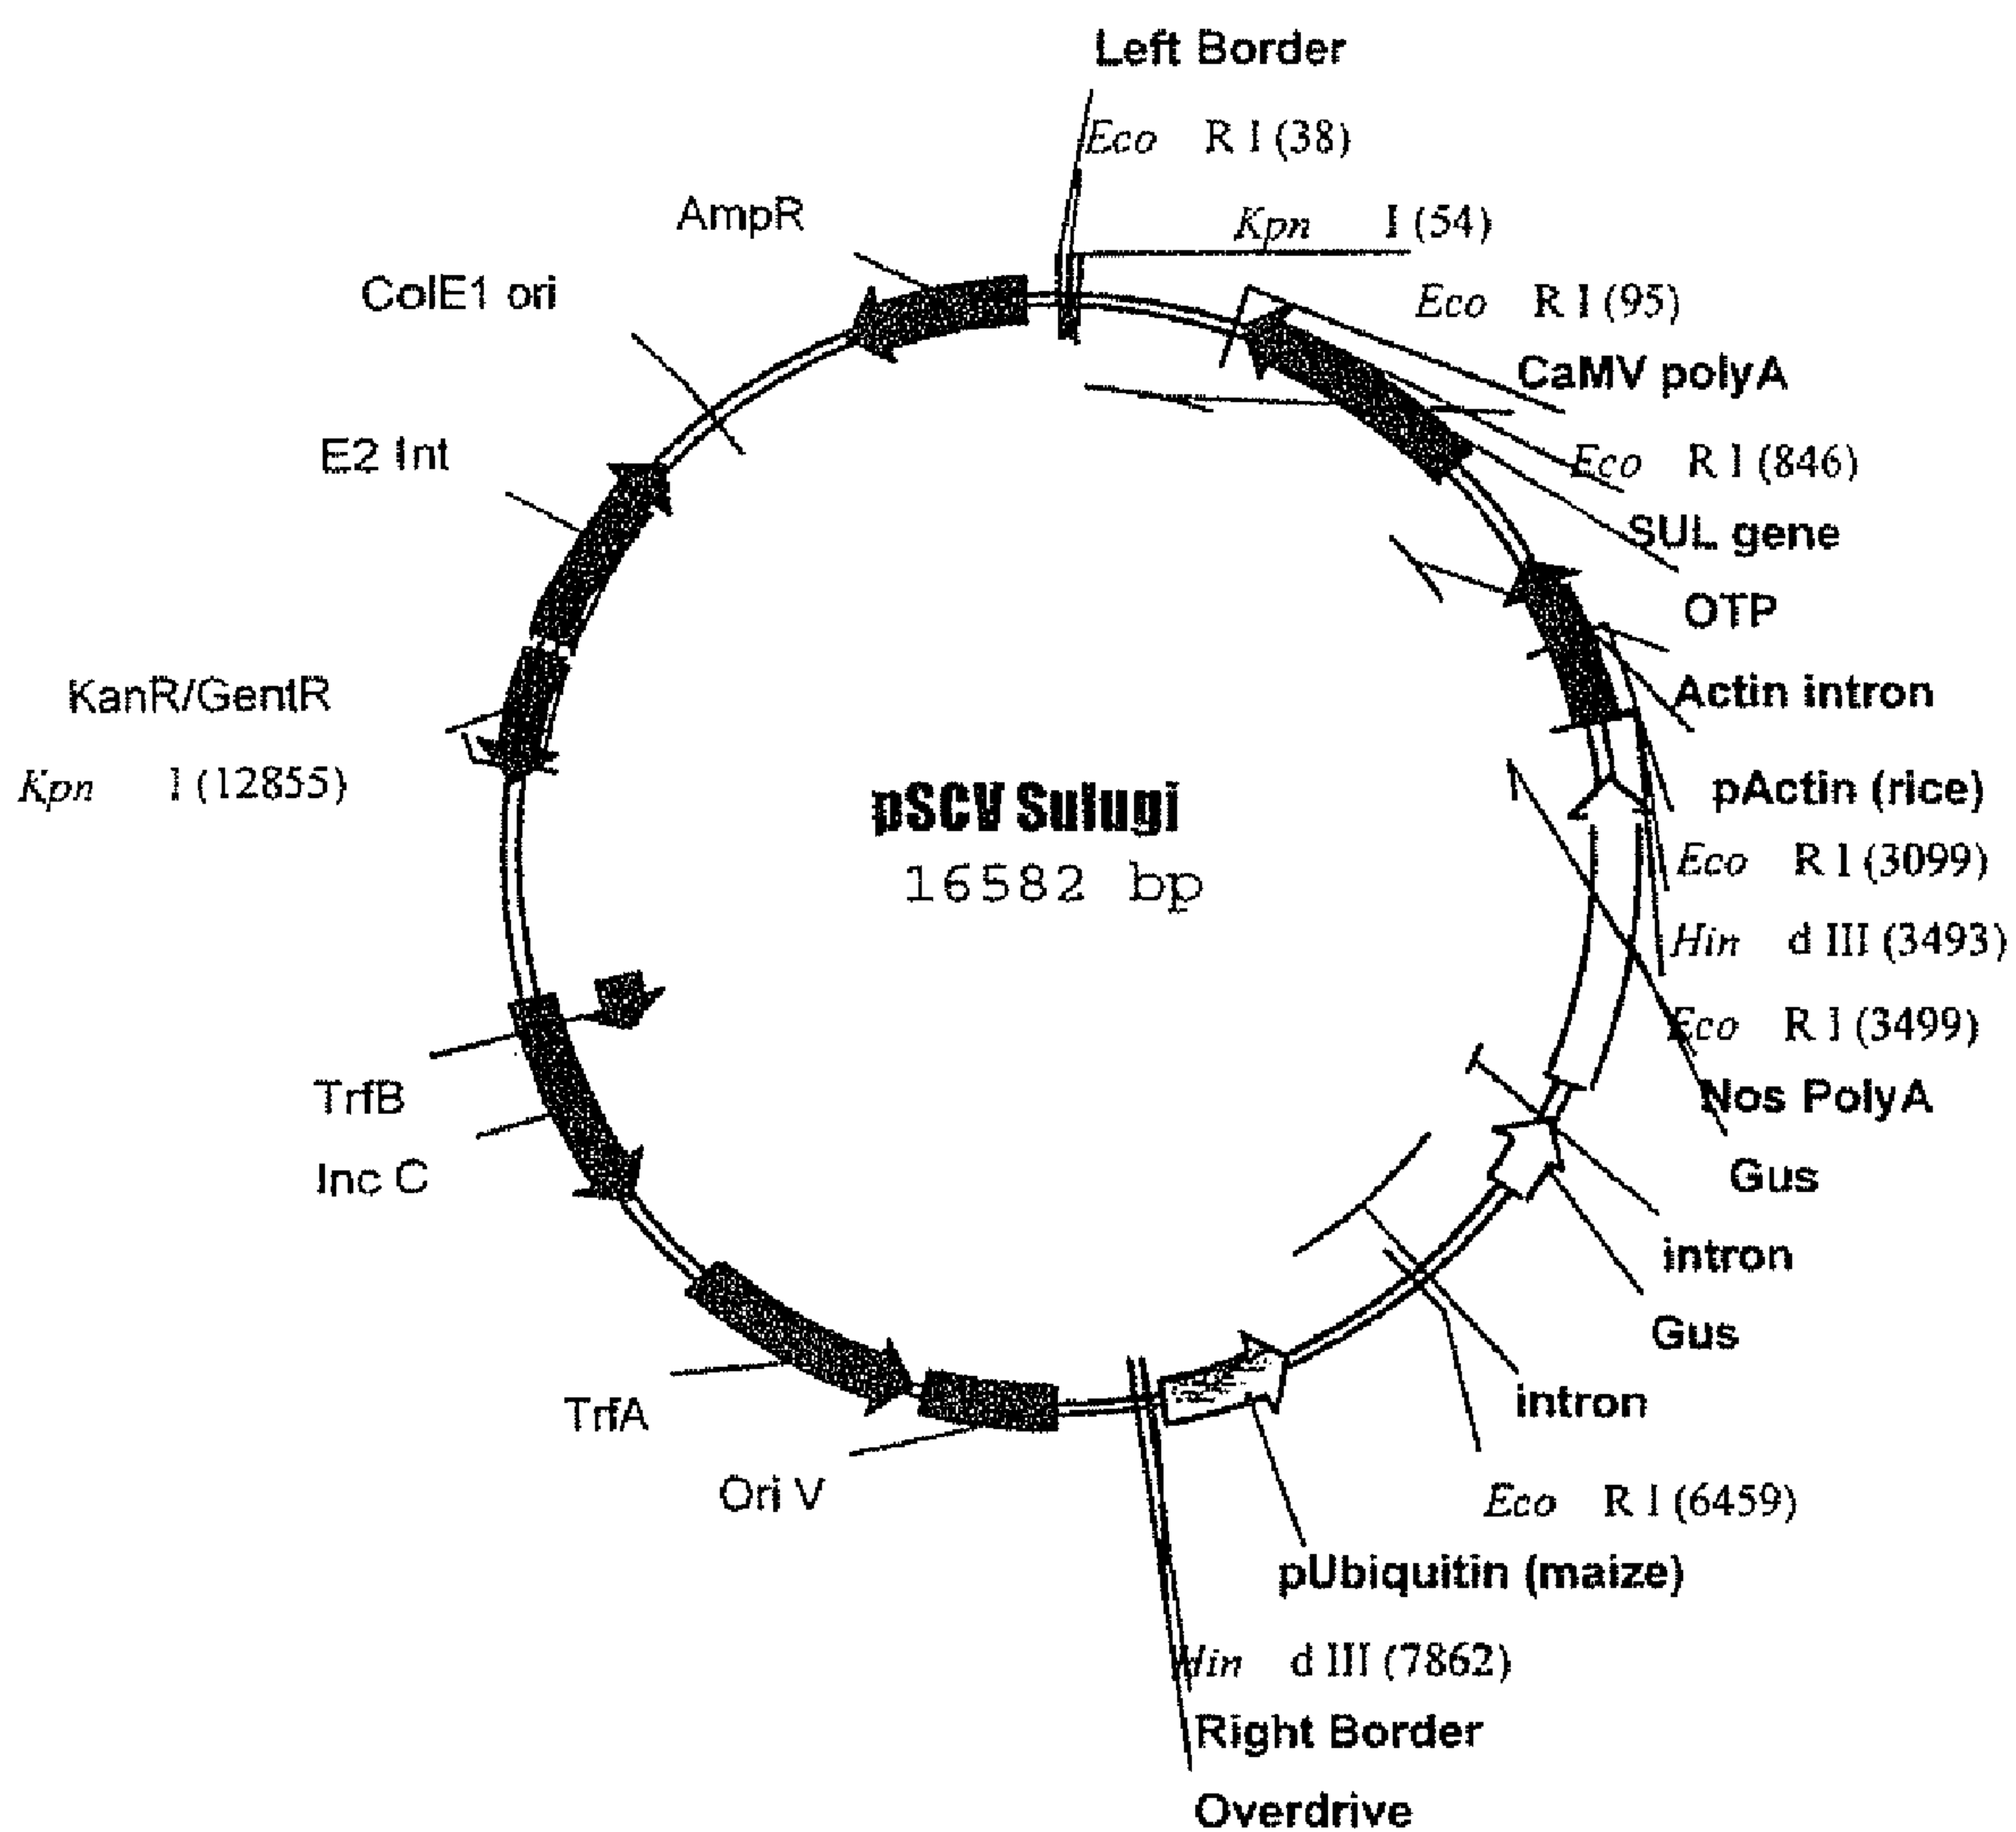 Left Border
Eco R I (38)
Kpn I (54)
AmpR
ColE1 ori
Eco R I (95)
CaMV polyA
E2 Int
Eco R I (846)
SUL gene
OTP
Actin intron
KanR/GentR
Kpn I (12855)
pSCV Sulugi
16582 bp
pActin (rice)
Eco R I (3099)
Hin d III (3493)
Eco R I (3499)
Nos PolyA
TrfB
Inc C
Gus
intron
Gus
intron
TrfA
Ori V
Eco R I (6459)
pUbiquitin (maize)
Hin d III (7862)
Right Border
Overdrive